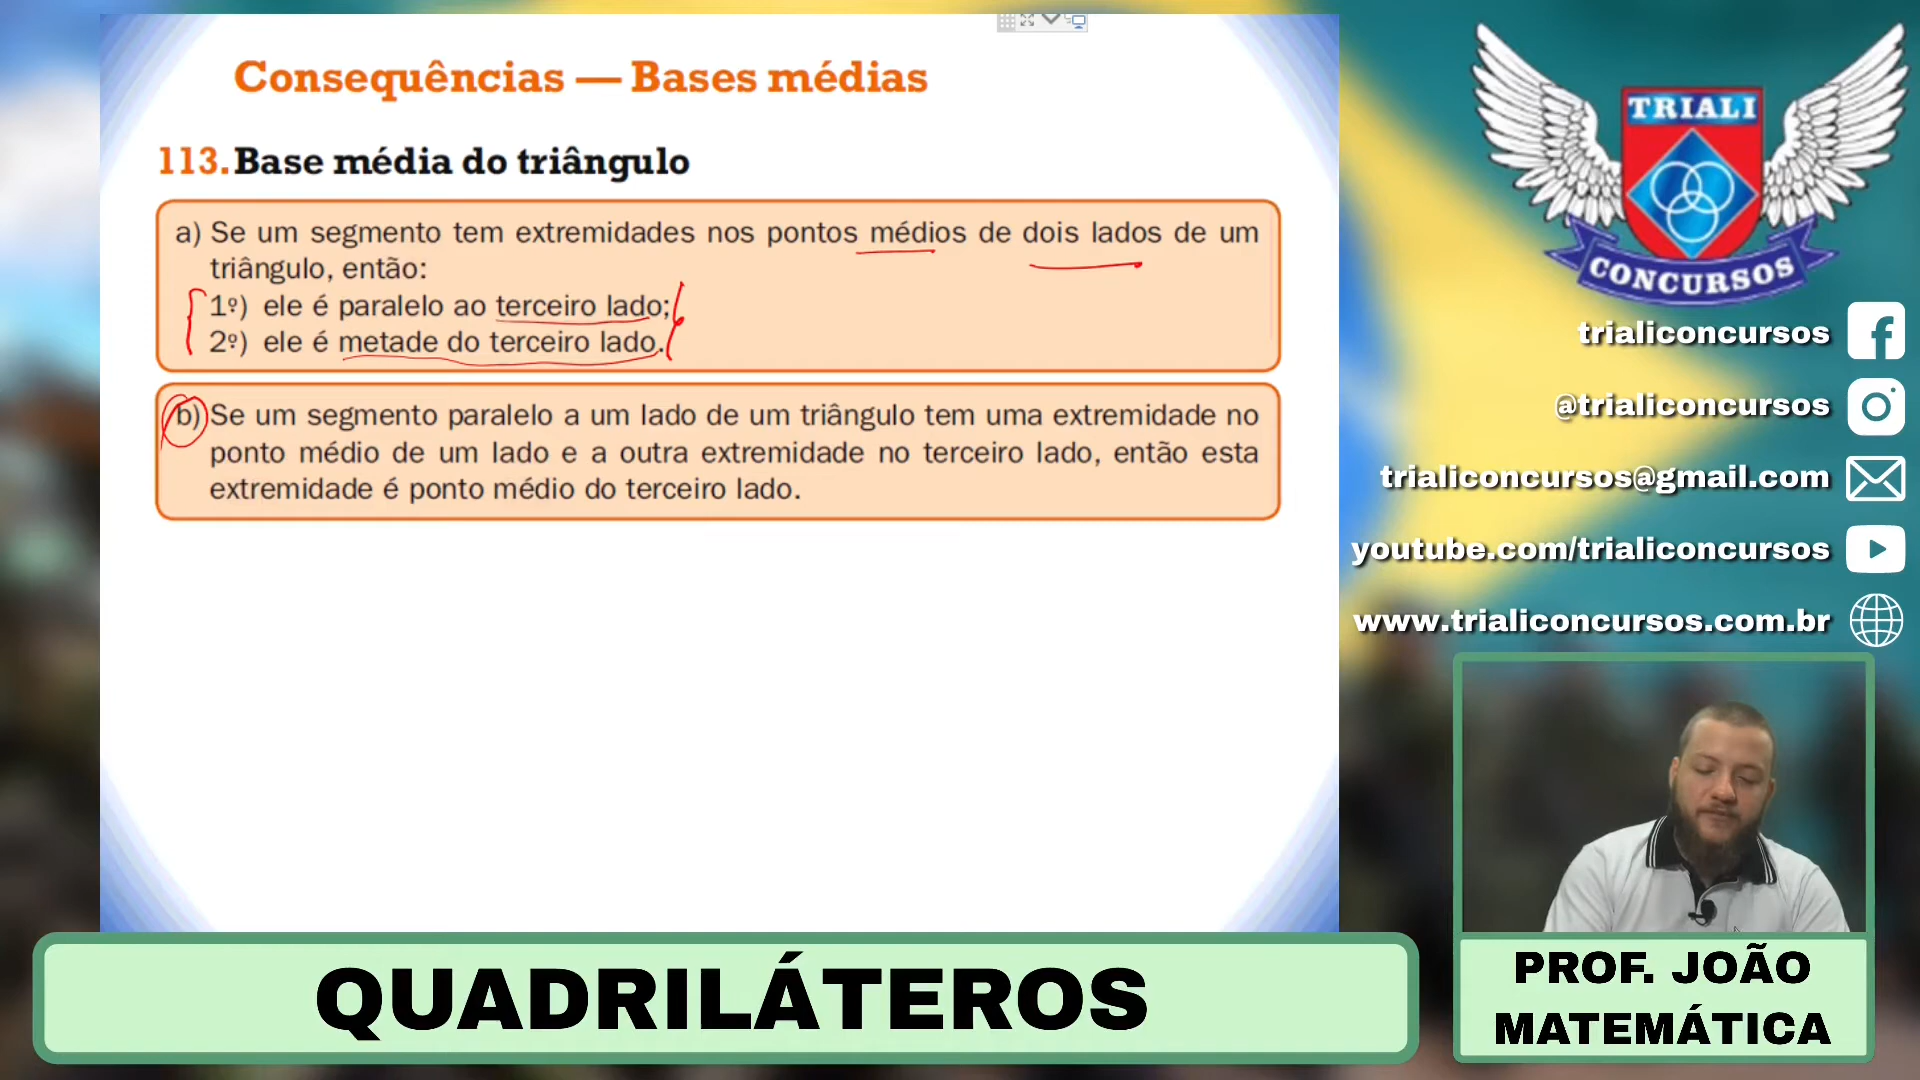 Consequências — Bases médias
113. Base média do triângulo
a) Se um segmento tem extremidades nos pontos médios de dois lados de um
triângulo, então:
1º) ele é paralelo ao terceiro lado;
2º) ele é metade do terceiro lado.
b) Se um segmento paralelo a um lado de um triângulo tem uma extremidade no
ponto médio de um lado e a outra extremidade no terceiro lado, então esta
extremidade é ponto médio do terceiro lado.
TRIALI
CONCURSOS
trialiconcursos
@trialiconcursos
trialiconcursos@gmail.com
youtube.com/trialiconcursos
www.trialiconcursos.com.br
QUADRILÁTEROS
PROF. JOÃO
MATEMÁTICA